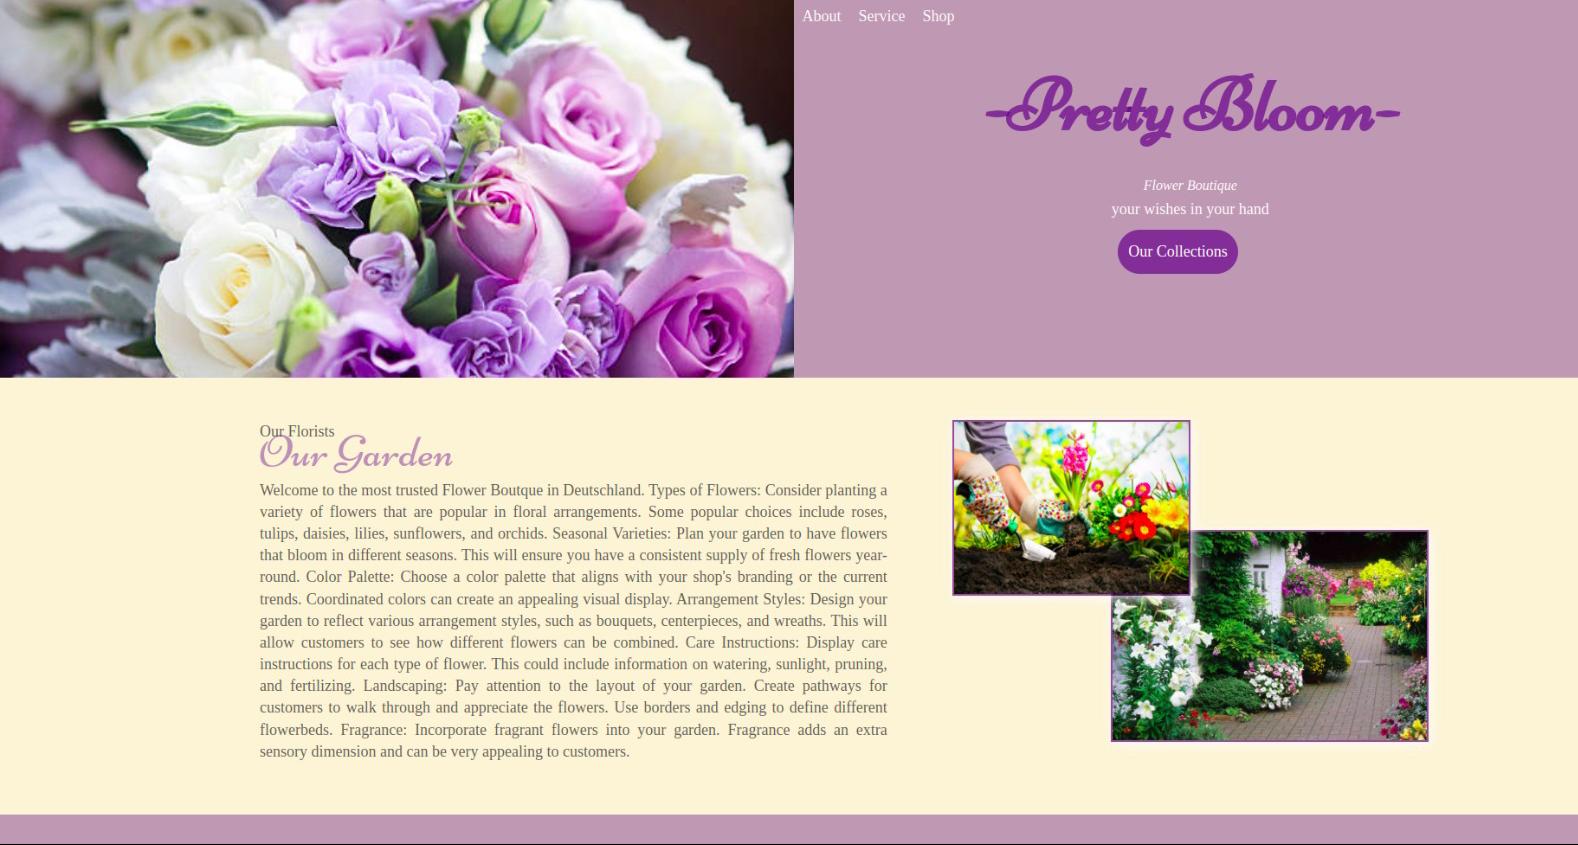 About Service Shop
-Pretty Bloom-
Flower Boutique
your wishes in your hand
Our Collections
Our Florists
Our Garden
Welcome to the most trusted Flower Boutque in Deutschland. Types of Flowers: Consider planting a
variety of flowers that are popular in floral arrangements. Some popular choices include roses,
tulips, daisies, lilies, sunflowers, and orchids. Seasonal Varieties: Plan your garden to have flowers
that bloom in different seasons. This will ensure you have a consistent supply of fresh flowers year-
round. Color Palette: Choose a color palette that aligns with your shop's branding or the current
trends. Coordinated colors can create an appealing visual display. Arrangement Styles: Design your
garden to reflect various arrangement styles, such as bouquets, centerpieces, and wreaths. This will
allow customers to see how different flowers can be combined. Care Instructions: Display care
instructions for each type of flower. This could include information on watering, sunlight, pruning,
and fertilizing. Landscaping: Pay attention to the layout of your garden. Create pathways for
customers to walk through and appreciate the flowers. Use borders and edging to define different
flowerbeds. Fragrance: Incorporate fragrant flowers into your garden. Fragrance adds an extra
sensory dimension and can be very appealing to customers.